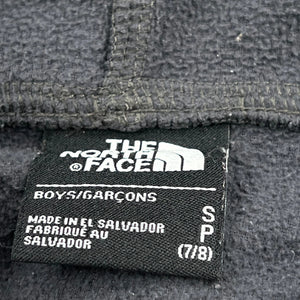 THE
NORTH
FACE
®
BOYS/GARÇONS
MADE IN EL SALVADOR
FABRIQUÉ AU
SALVADOR
S
P
(7/8)